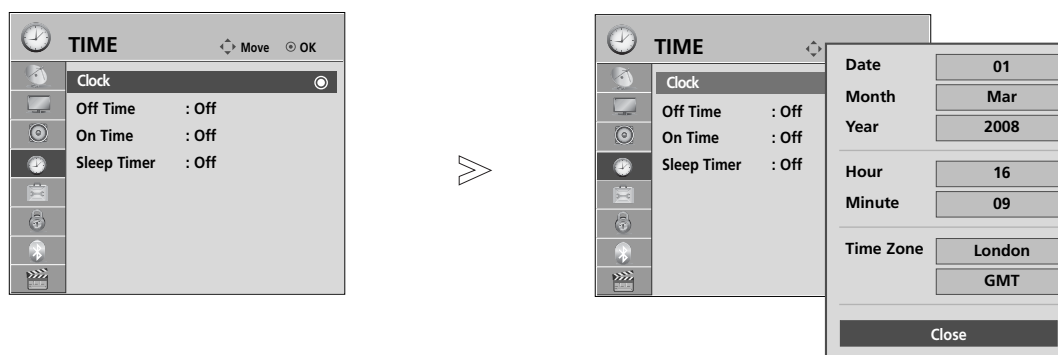 TIME Move OK
Clock
Off Time : Off
On Time : Off
Sleep Timer : Off
TIME
Clock
Off Time : Off
On Time : Off
Sleep Timer : Off
Date 01
Month Mar
Year 2008
Hour 16
Minute 09
Time Zone London
GMT
Close